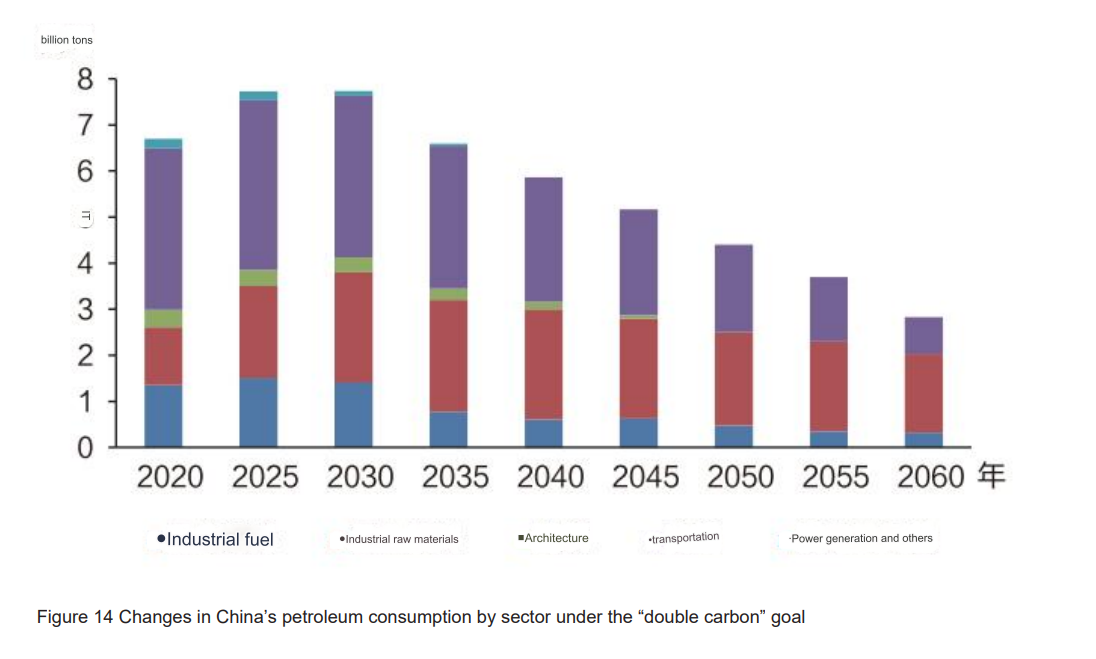 billion tons
8
7
6
4
3
2
1
0
2020 2025 2030 2035 2040 2045 2050 2055 2060 年
●Industrial fuel ●Industrial raw materials ■Architecture •transportation ·Power generation and others
Figure 14 Changes in China’s petroleum consumption by sector under the “double carbon” goal